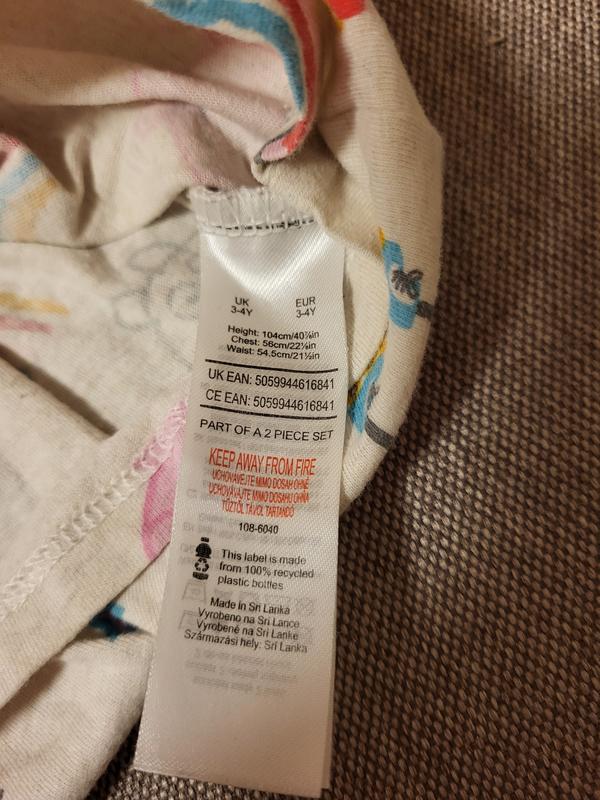 UK EUR
3-4Y 3-4Y
Height: 104cm/40⅞in
Chest: 56cm/22⅛in
Waist: 54.5cm/21½in
UK EAN: 5059944616841
CE EAN: 5059944616841
PART OF A 2 PIECE SET
KEEP AWAY FROM FIRE
UCHOVÁVEJTE MIMO DOSAH OHNĚ
UCHOVÁVAJTE MIMO DOSAHU OHŇA
TŰZTŐL TÁVOL TARTANDÓ
108-6040
This label is made
from 100% recycled
plastic bottles
Made in Sri Lanka
Vyrobeno na Srí Lance
Vyrobené na Srí Lanke
Származási hely: Srí Lanka